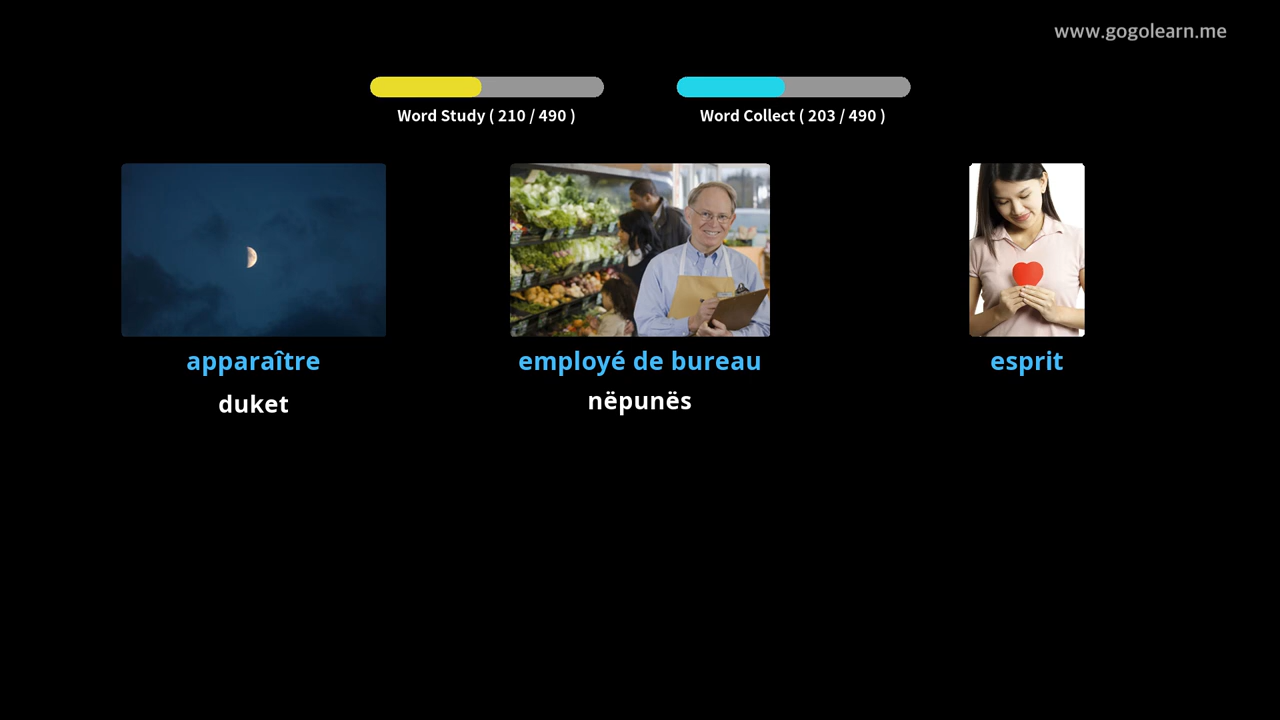 www.gogolearn.me
Word Study ( 210 / 490 )
Word Collect ( 203 / 490 )
apparaître
employé de bureau
esprit
duket
nëpunës